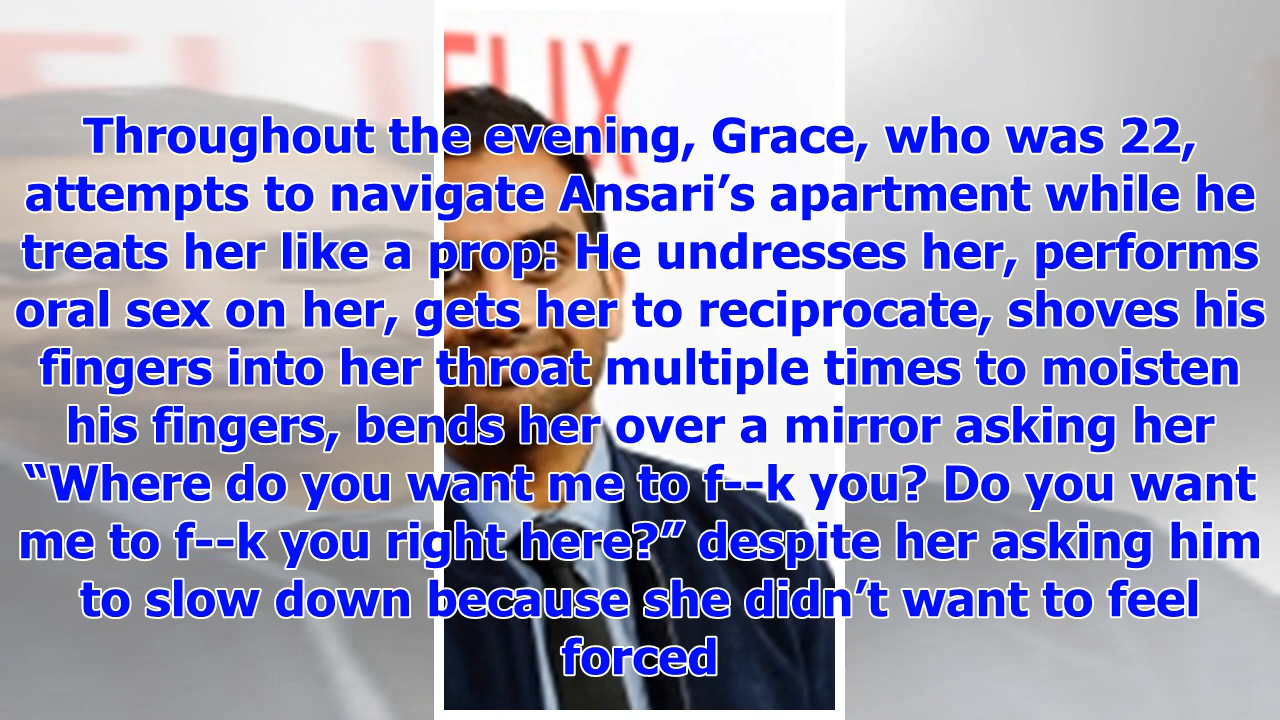 FLIX
Throughout the evening, Grace, who was 22,
attempts to navigate Ansari’s apartment while he
treats her like a prop: He undresses her, performs
oral sex on her, gets her to reciprocate, shoves his
fingers into her throat multiple times to moisten
his fingers, bends her over a mirror asking her
“Where do you want me to f--k you? Do you want
me to f--k you right here?” despite her asking him
to slow down because she didn’t want to feel
forced